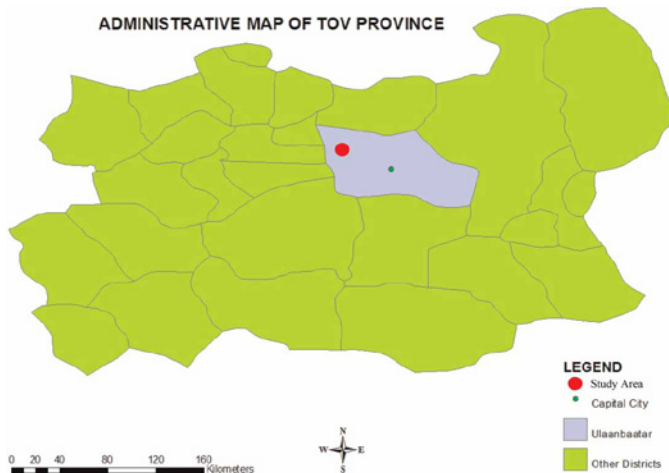 ADMINISTRATIVE MAP OF TOV PROVINCE
LEGEND
Study Area
Capital City
Ulaanbaatar
Other Districts
N
W E
S
0 20 40 80 120 160
Kilometers